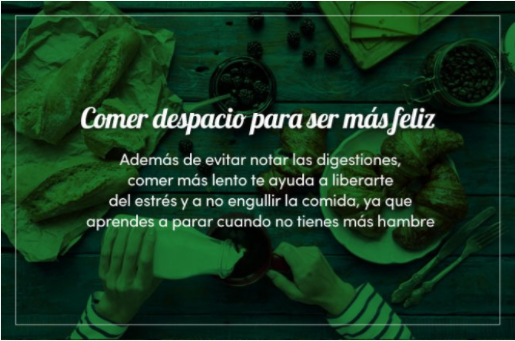 Comer despacio para ser más feliz
Además de evitar notar las digestiones,
comer más lento te ayuda a liberarte
del estrés y a no engullir la comida, ya que
aprendes a parar cuando no tienes más hambre